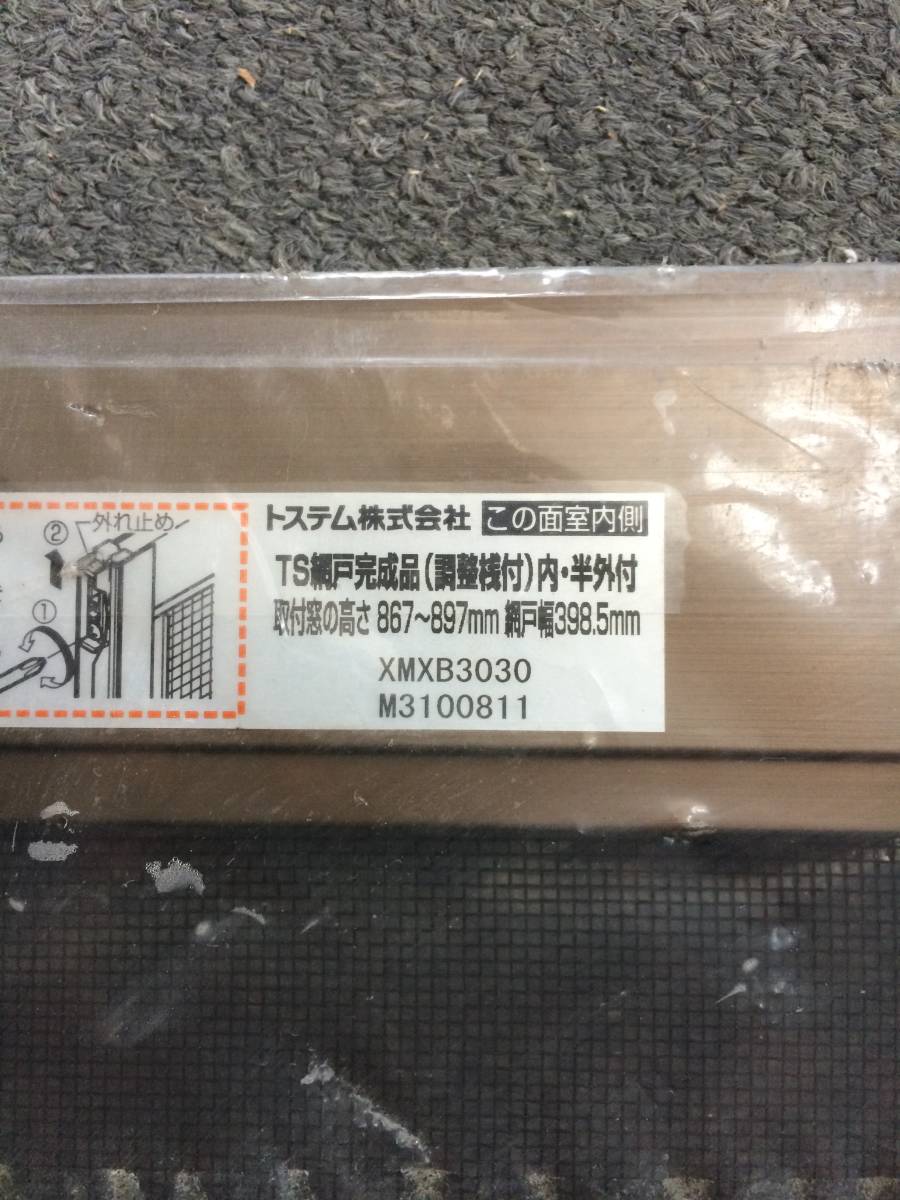 ② 外れ止め
①
トステム株式会社 この面室内側
TS網戸完成品(調整桟付)内・半外付
取付窓の高さ 867〜897mm 網戸幅398.5mm
XMXB3030
M3100811